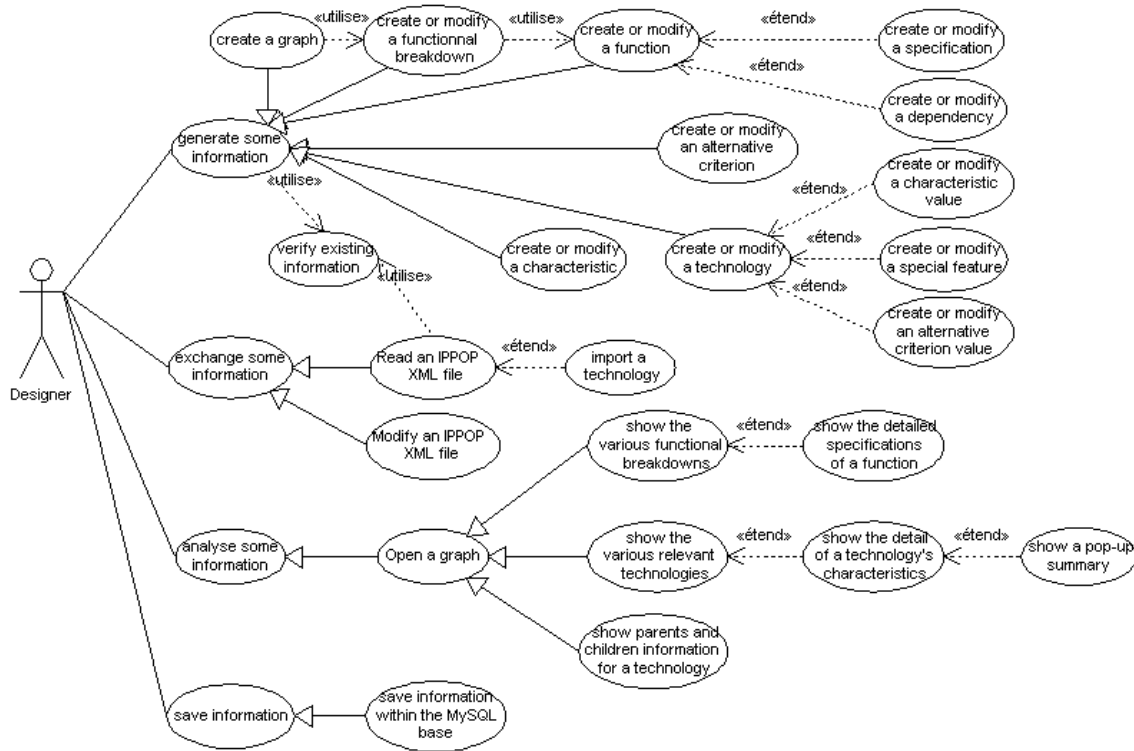 «utilise»
create or modify
a functionnal
breakdown
«utilise»
create or modify
a function
«étend»
create or modify
a specification
create a graph
«étend»
create or modify
a dependency
generate some
information
create or modify
an alternative
criterion
create or modify
a characteristic
value
«utilise»
«étend»
verify existing
information
create or modify
a characteristic
create or modify
a technology
«étend»
create or modify
a special feature
«utilise»
«étend»
create or modify
an alternative
criterion value
Designer
exchange some
information
Read an IPPOP
XML file
«étend»
import a
technology
Modify an IPPOP
XML file
show the
various functional
breakdowns
«étend»
show the detailed
specifications
of a function
analyse some
information
Open a graph
show the
various relevant
technologies
«étend»
show the detail
of a technology's
characteristics
«étend»
show a pop-up
summary
show parents and
children information
for a technology
save information
save information
within the MySQL
base